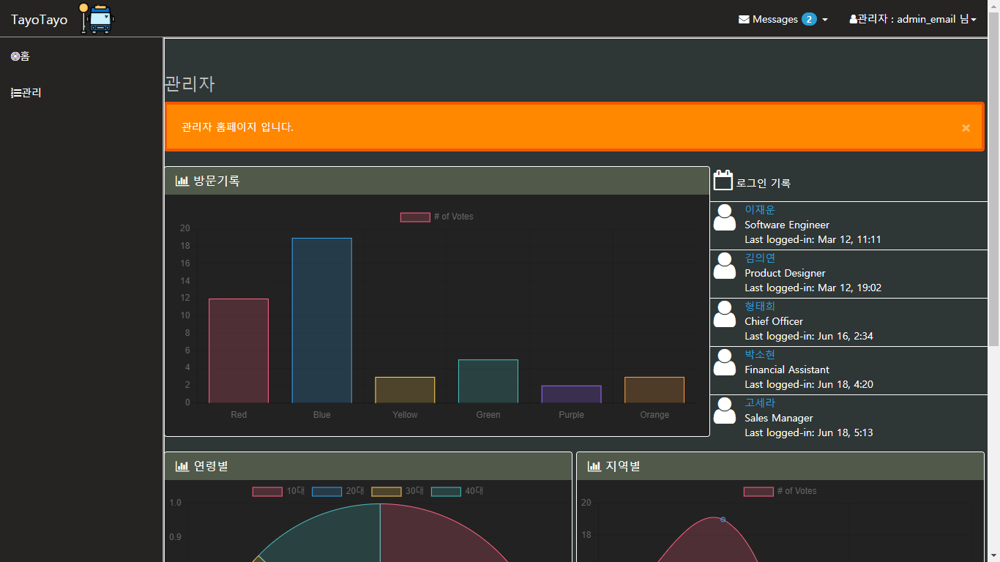 TayoTayo
Messages 2
관리자 : admin_email 님
홈
관리
관리자
관리자 홈페이지 입니다.
×
방문기록
# of Votes
20
18
16
14
12
10
8
6
4
2
0
Red Blue Yellow Green Purple Orange
로그인 기록
이재운
Software Engineer
Last logged-in: Mar 12, 11:11
김의연
Product Designer
Last logged-in: Mar 12, 19:02
형태희
Chief Officer
Last logged-in: Jun 16, 2:34
박소현
Financial Assistant
Last logged-in: Jun 18, 4:20
고세라
Sales Manager
Last logged-in: Jun 18, 5:13
연령별
10대 20대 30대 40대
1.0
0.9
지역별
# of Votes
20
18